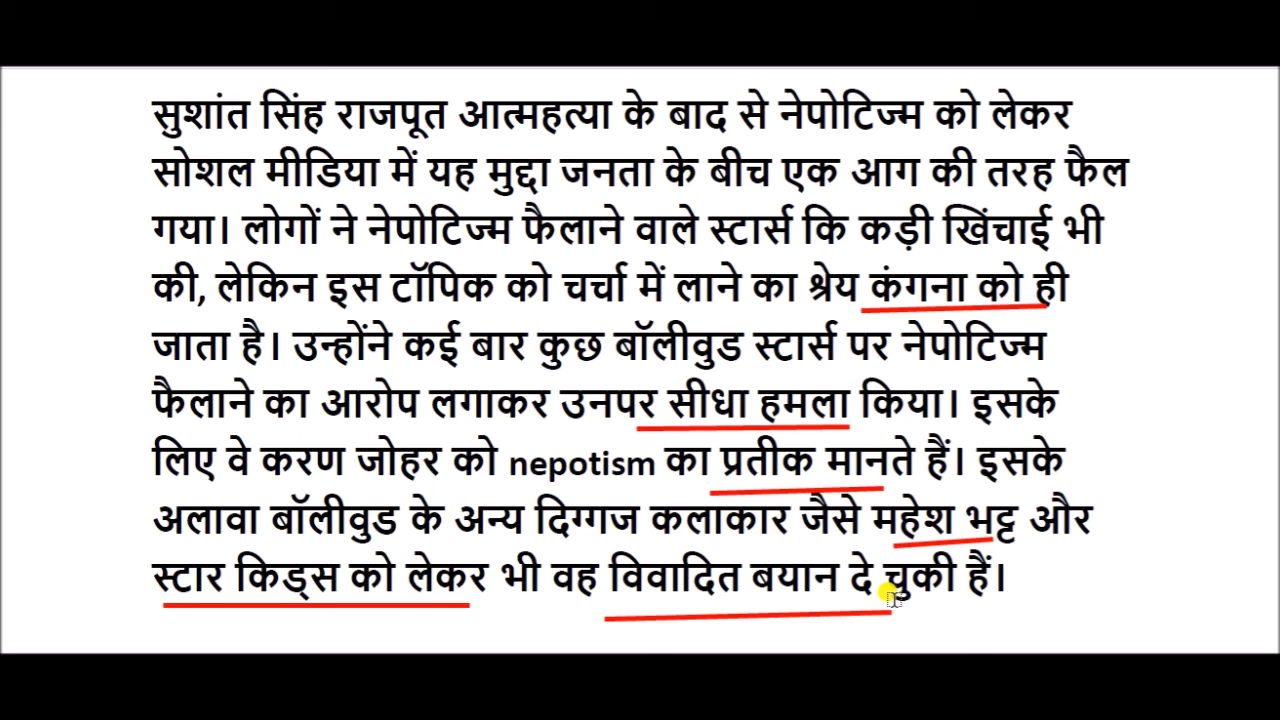 सुशांत सिंह राजपूत आत्महत्या के बाद से नेपोटिज्म को लेकर
सोशल मीडिया में यह मुद्दा जनता के बीच एक आग की तरह फैल
गया। लोगों ने नेपोटिज्म फैलाने वाले स्टार्स कि कड़ी खिंचाई भी
की, लेकिन इस टॉपिक को चर्चा में लाने का श्रेय कंगना को ही
जाता है। उन्होंने कई बार कुछ बॉलीवुड स्टार्स पर नेपोटिज्म
फैलाने का आरोप लगाकर उनपर सीधा हमला किया। इसके
लिए वे करण जोहर को nepotism का प्रतीक मानते हैं। इसके
अलावा बॉलीवुड के अन्य दिग्गज कलाकार जैसे महेश भट्ट और
स्टार किड्स को लेकर भी वह विवादित बयान दे चुकी हैं।